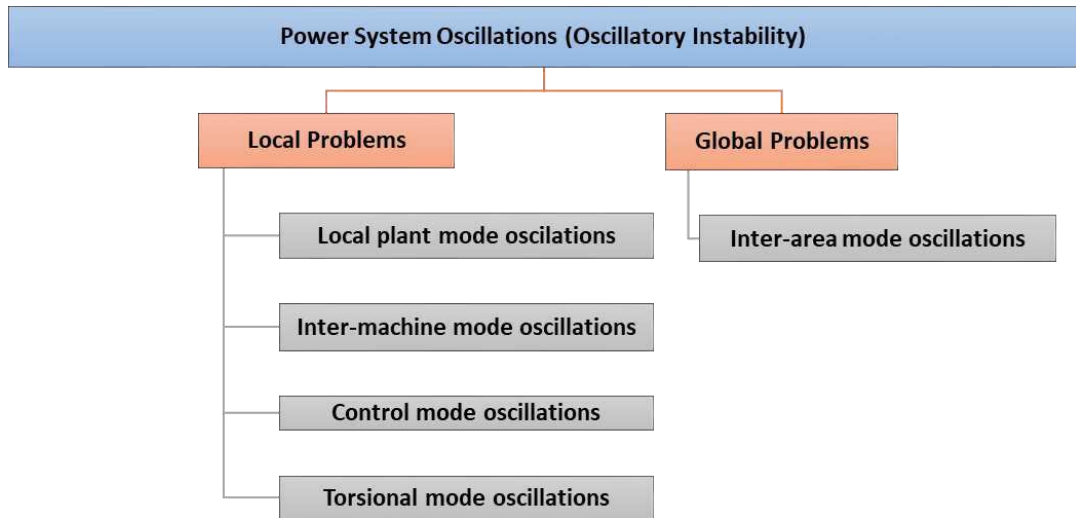 Power System Oscillations (Oscillatory Instability)
Local Problems
Local plant mode oscilations
Inter-machine mode oscillations
Control mode oscillations
Torsional mode oscillations
Global Problems
Inter-area mode oscillations